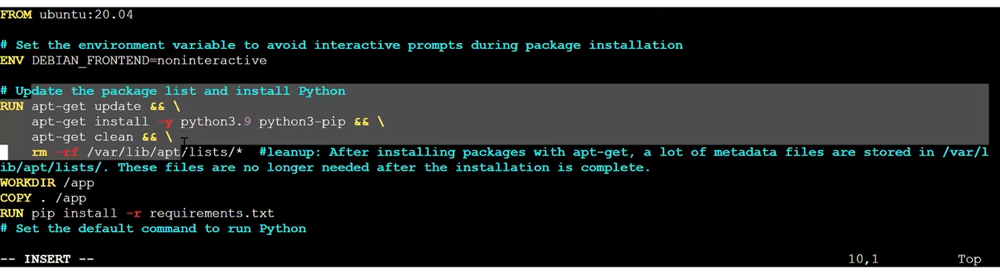 FROM ubuntu:20.04
# Set the environment variable to avoid interactive prompts during package installation
ENV DEBIAN_FRONTEND=noninteractive
# Update the package list and install Python
RUN apt-get update && \
    apt-get install -y python3.9 python3-pip && \
    apt-get clean && \
    rm -rf /var/lib/apt/lists/*  #leanup: After installing packages with apt-get, a lot of metadata files are stored in /var/l
ib/apt/lists/. These files are no longer needed after the installation is complete.
WORKDIR /app
COPY . /app
RUN pip install -r requirements.txt
# Set the default command to run Python
-- INSERT -- 10,1 Top